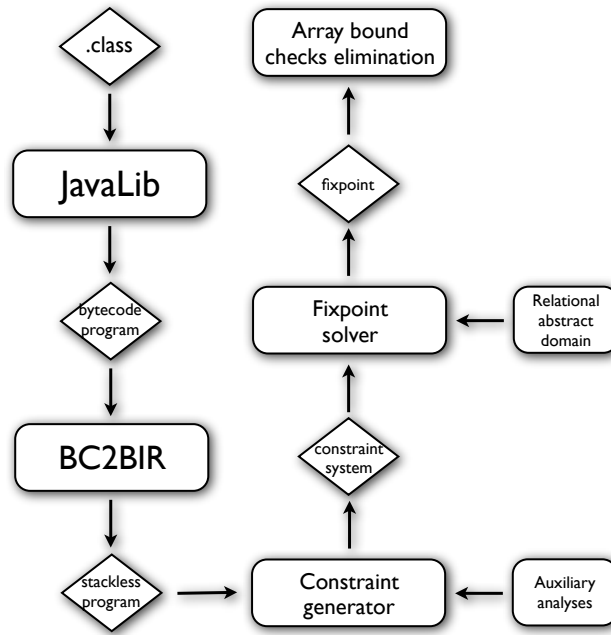 .class
JavaLib
bytecode
program
BC2BIR
stackless
program
Array bound
checks elimination
fixpoint
Fixpoint
solver
Relational
abstract
domain
constraint
system
Constraint
generator
Auxiliary
analyses